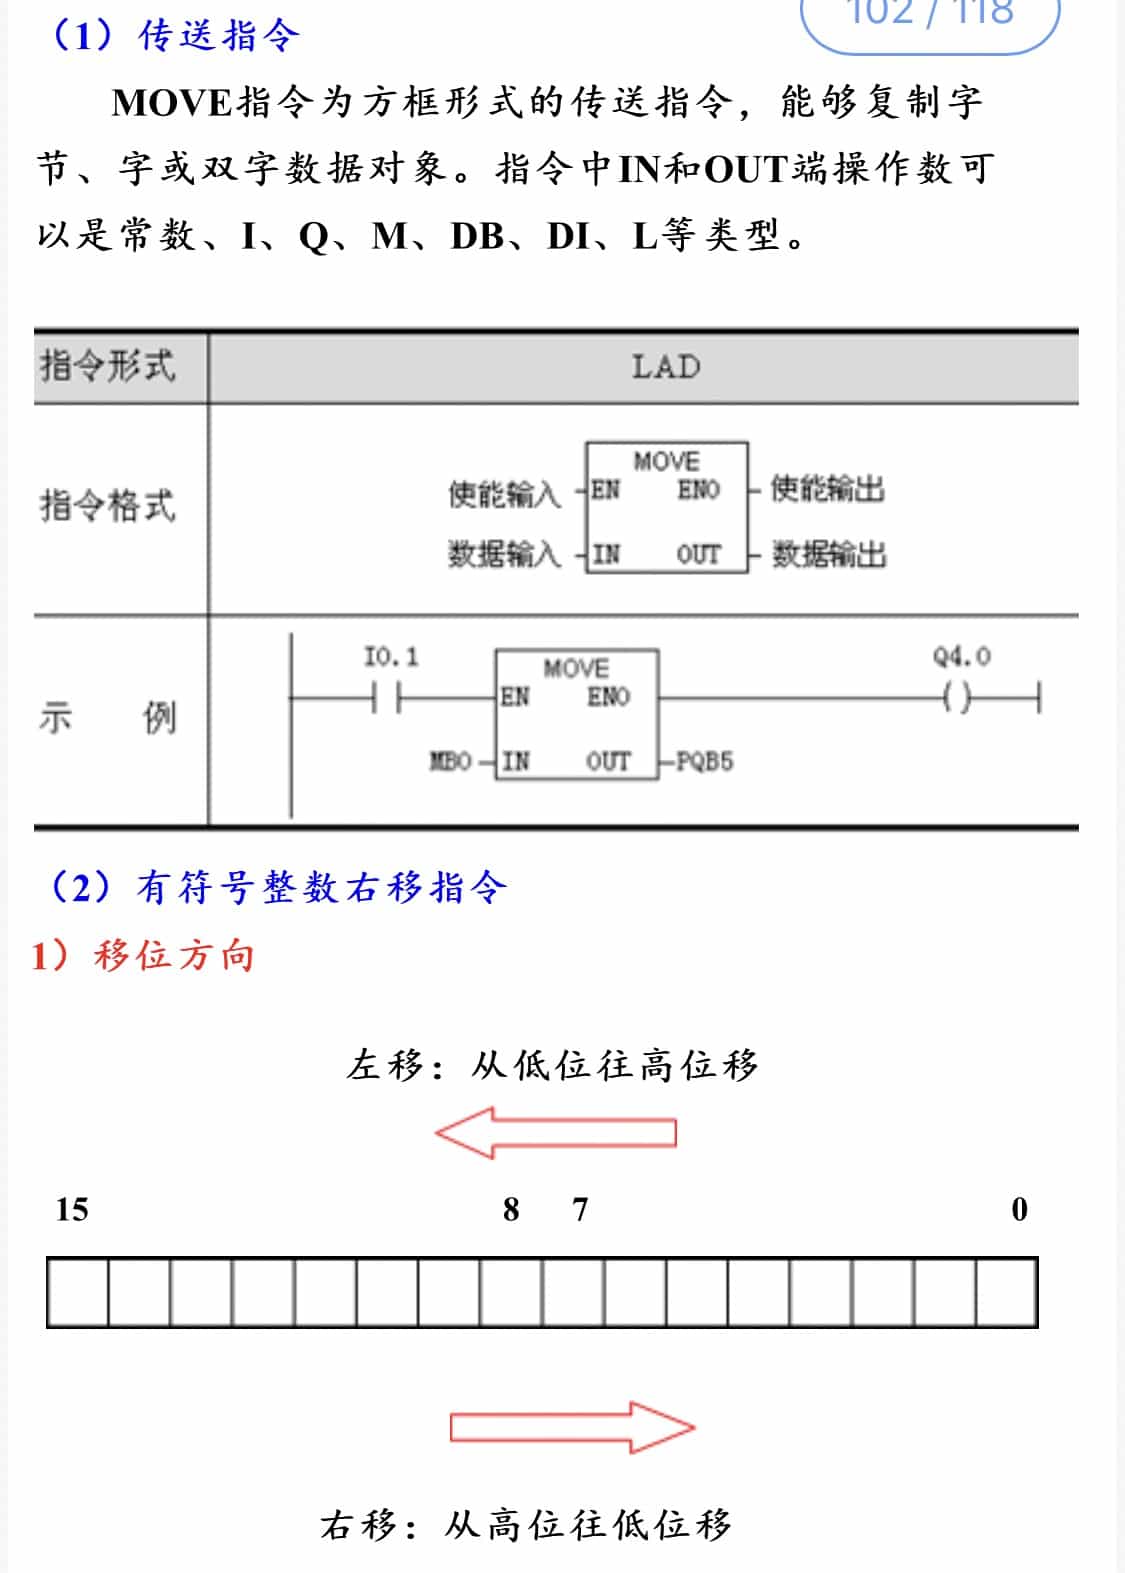 102 / 118
（1）传送指令
MOVE指令为方框形式的传送指令，能够复制字
节、字或双字数据对象。指令中IN和OUT端操作数可
以是常数、I、Q、M、DB、DI、L等类型。
指令形式 LAD
指令格式
MOVE
使能输入 EN ENO 使能输出
数据输入 IN OUT 数据输出
示 例
I0.1 Q4.0
MOVE
EN ENO
MB0 IN OUT PQB5
（2）有符号整数右移指令
1）移位方向
左移：从低位往高位移
15 8 7 0
右移：从高位往低位移